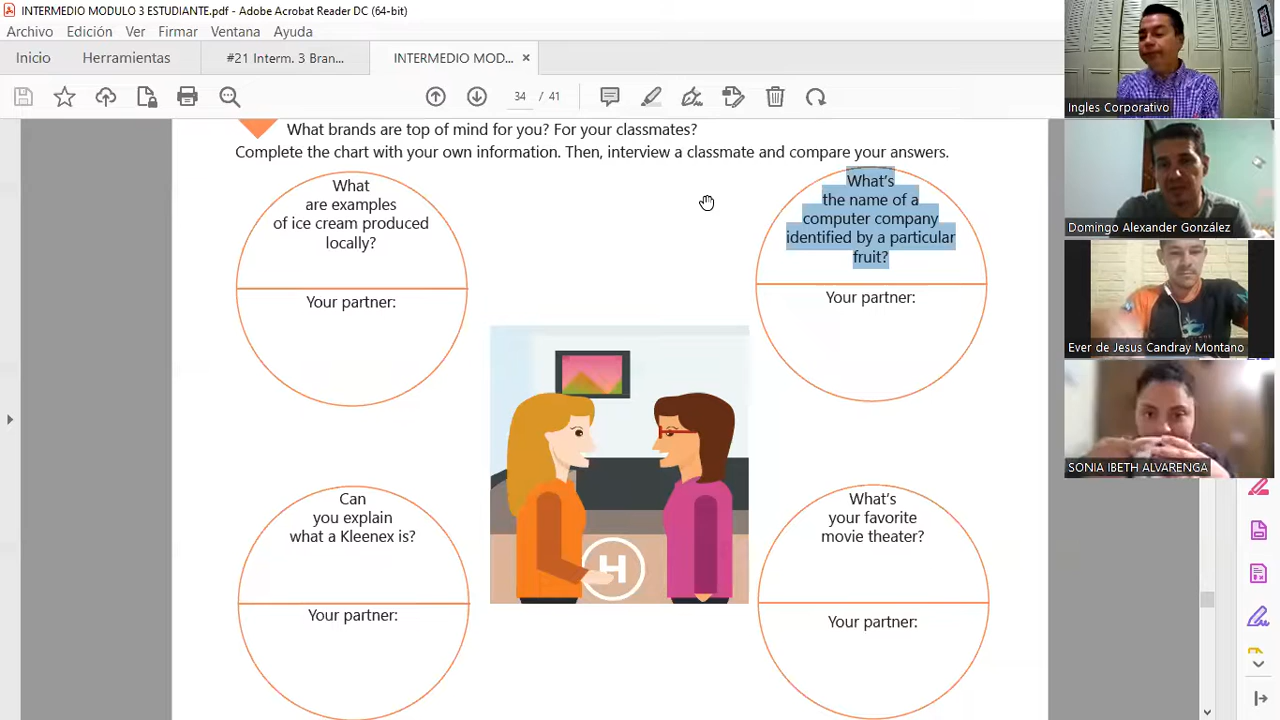 INTERMEDIO MODULO 3 ESTUDIANTE.pdf - Adobe Acrobat Reader DC (64-bit)
Archivo Edición Ver Firmar Ventana Ayuda
Inicio Herramientas #21 Interm. 3 Bran... INTERMEDIO MOD... ×
34 / 41
What brands are top of mind for you? For your classmates?
Complete the chart with your own information. Then, interview a classmate and compare your answers.
What
are examples
of ice cream produced
locally?
Your partner:
What's
the name of a
computer company
identified by a particular
fruit?
Your partner:
H
Can
you explain
what a Kleenex is?
Your partner:
What's
your favorite
movie theater?
Your partner:
Ingles Corporativo
Domingo Alexander González
Ever de Jesus Candray Montano
SONIA IBETH ALVARENGA